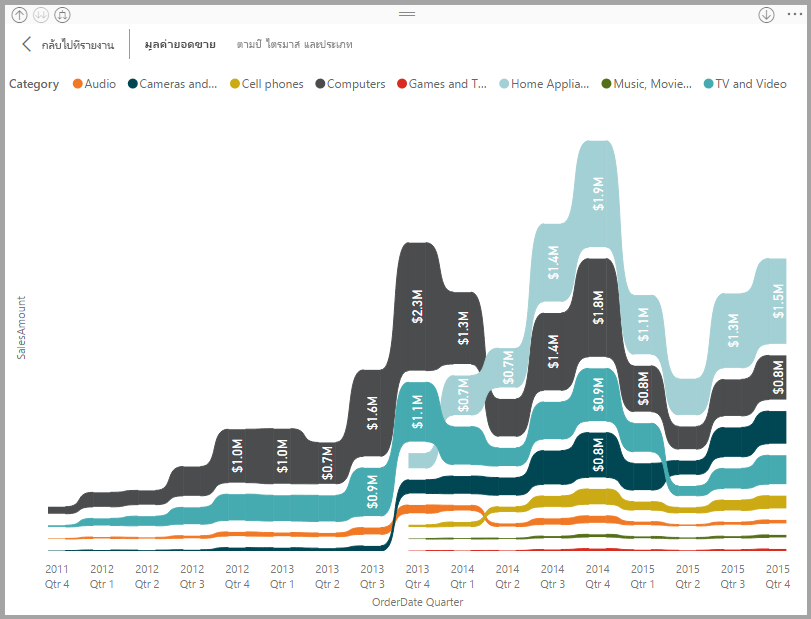 กลับไปที่รายงาน
มูลค่ายอดขาย ตามปี ไตรมาส และประเภท
Category Audio Cameras and... Cell phones Computers Games and T... Home Applia... Music, Movie... TV and Video
SalesAmount
$1.0M
$1.0M
$0.7M
$1.6M
$0.9M
$2.3M
$1.1M
$1.3M
$0.7M
$0.7M
$1.4M
$1.4M
$1.9M
$1.8M
$0.9M
$0.8M
$1.1M
$0.8M
$1.3M
$1.5M
$0.8M
2011 2012 2012 2012 2012 2013 2013 2013 2013 2014 2014 2014 2014 2015 2015 2015 2015
Qtr 4 Qtr 1 Qtr 2 Qtr 3 Qtr 4 Qtr 1 Qtr 2 Qtr 3 Qtr 4 Qtr 1 Qtr 2 Qtr 3 Qtr 4 Qtr 1 Qtr 2 Qtr 3 Qtr 4
OrderDate Quarter